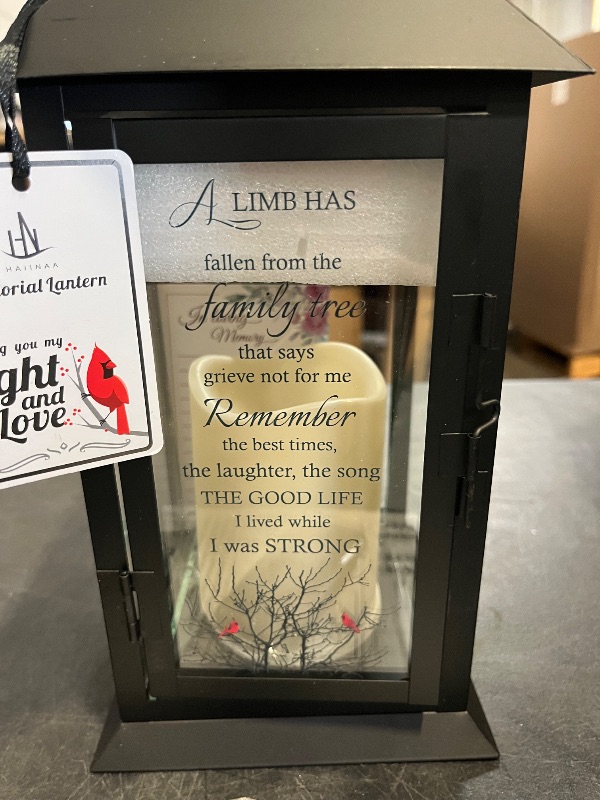 A LIMB HAS
fallen from the
family tree
that says
grieve not for me
Remember
the best times,
the laughter, the song
THE GOOD LIFE
I lived while
I was STRONG
HAIINAA
orial Lantern
g you my
ght
and
Love
Memory